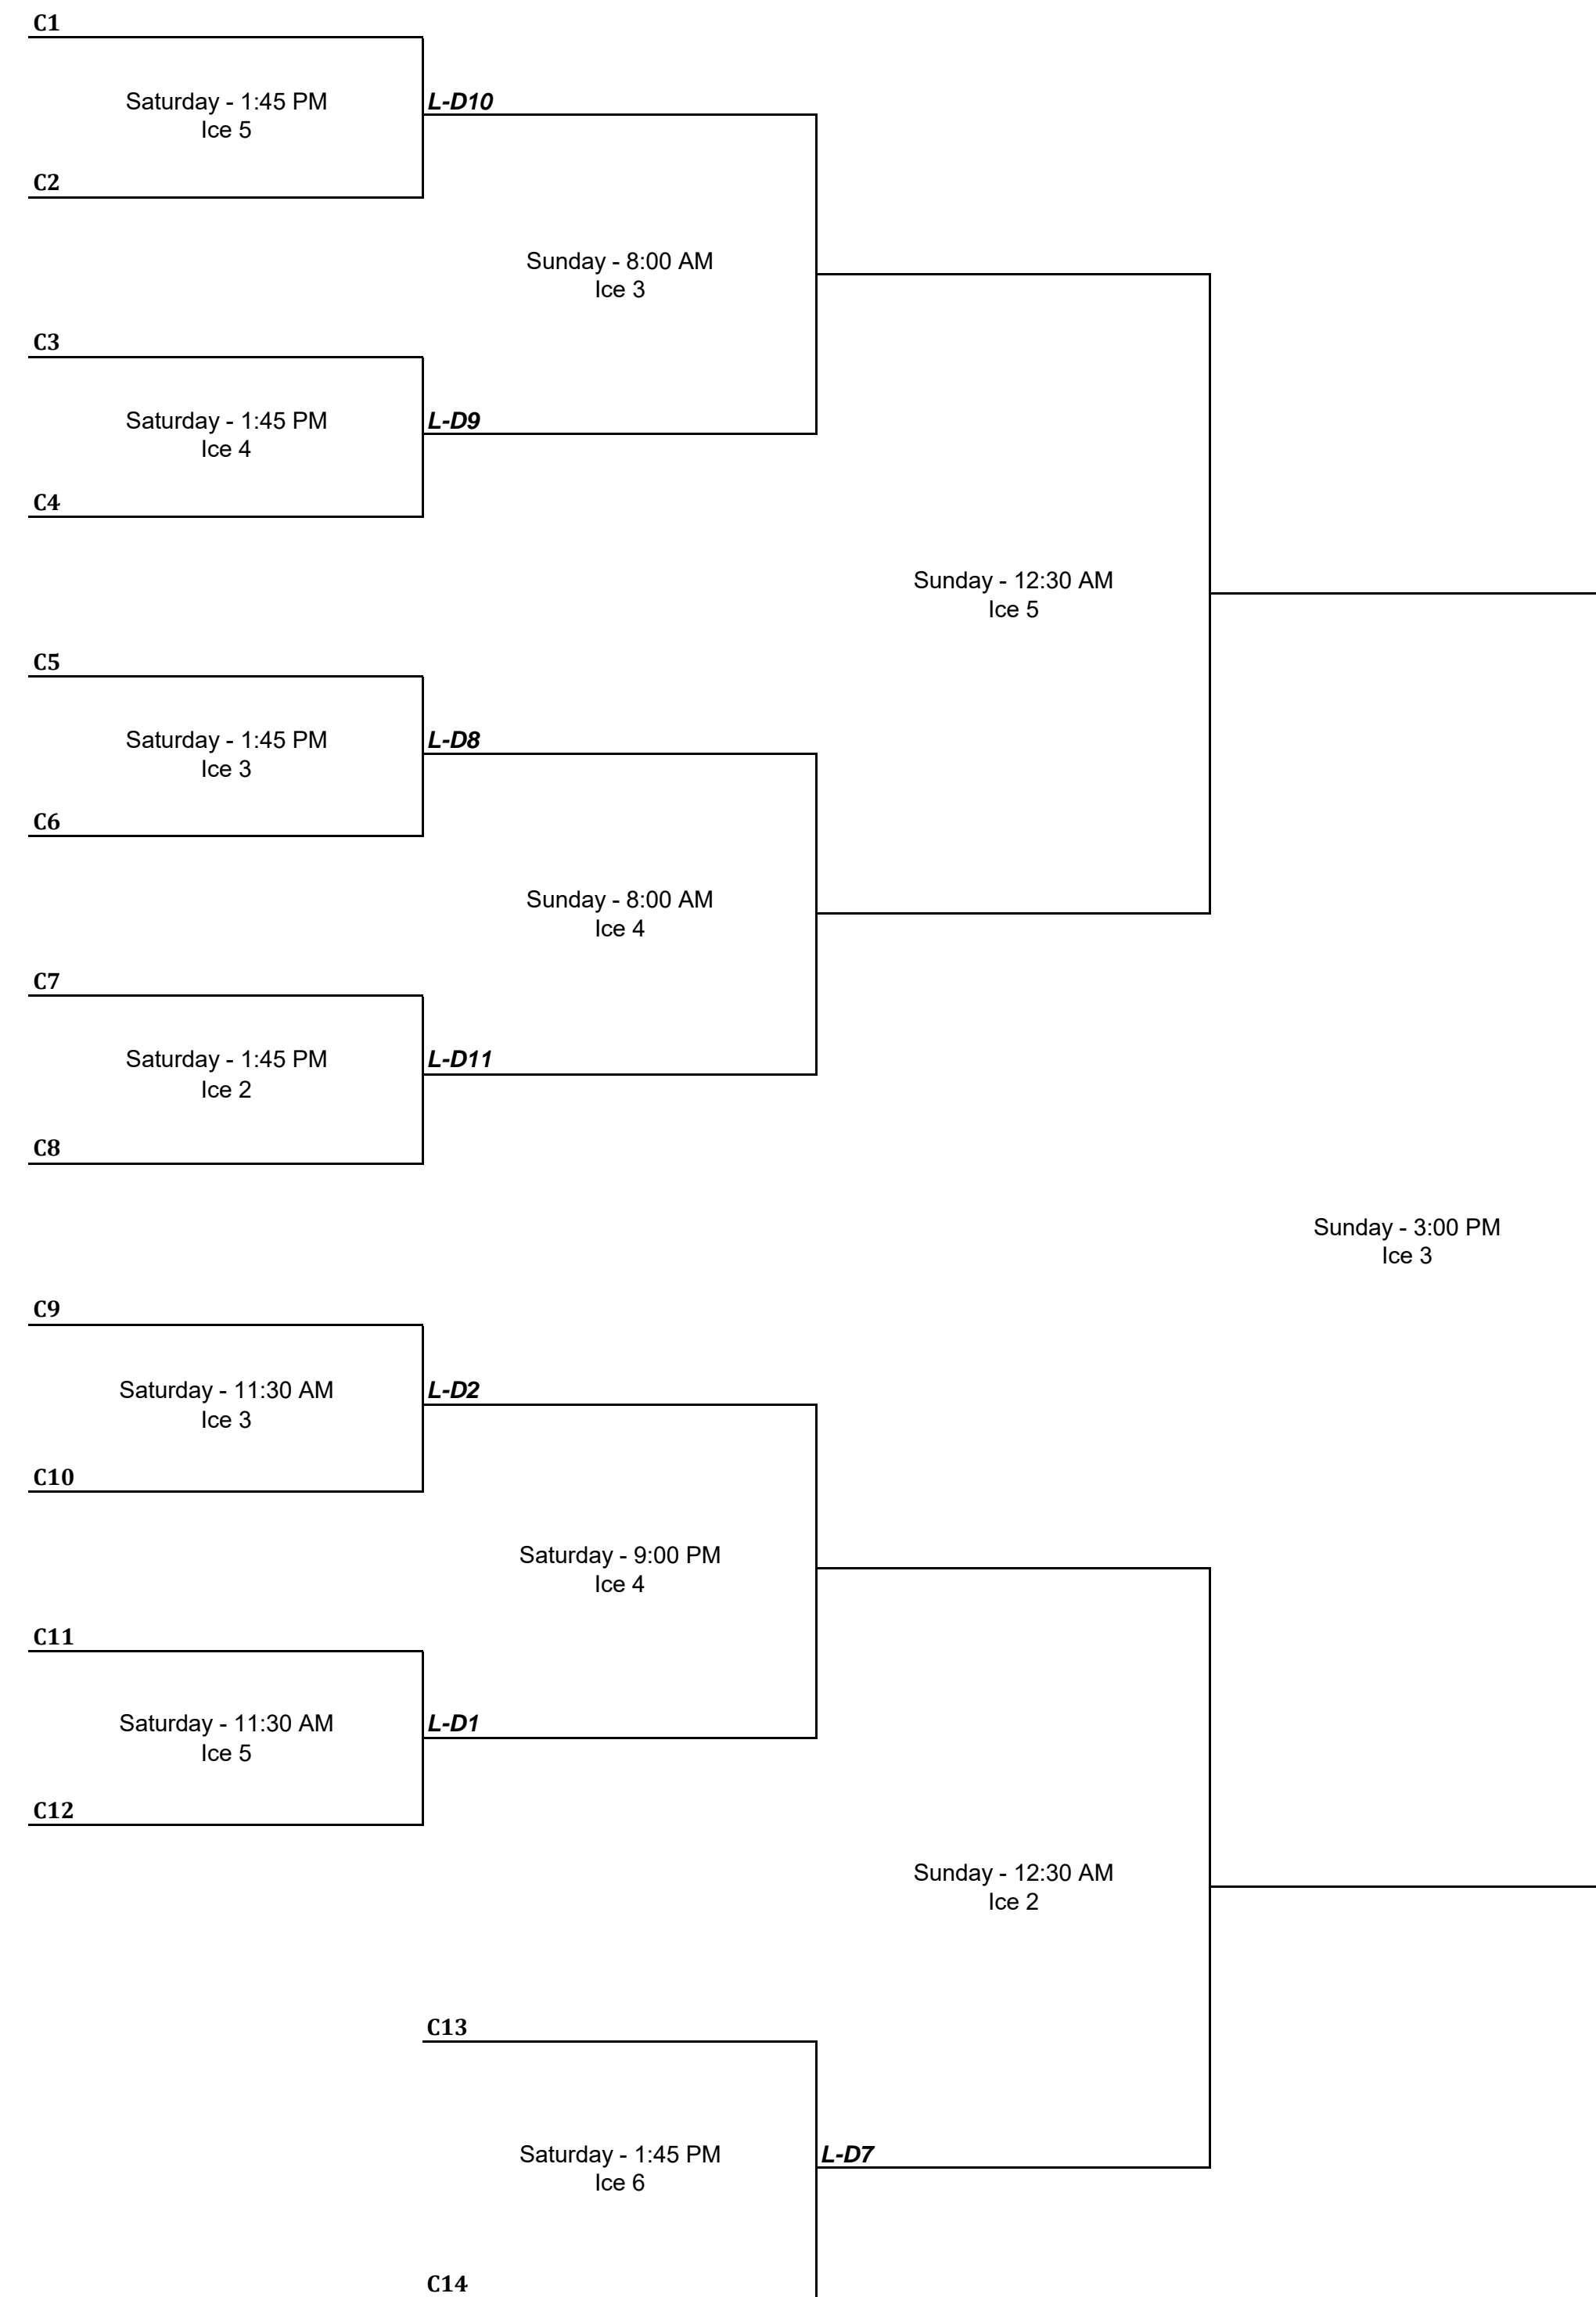 C1
Saturday - 1:45 PM
Ice 5
L-D10
C2
Sunday - 8:00 AM
Ice 3
C3
Saturday - 1:45 PM
Ice 4
L-D9
C4
Sunday - 12:30 AM
Ice 5
C5
Saturday - 1:45 PM
Ice 3
L-D8
C6
Sunday - 8:00 AM
Ice 4
C7
Saturday - 1:45 PM
Ice 2
L-D11
C8
Sunday - 3:00 PM
Ice 3
C9
Saturday - 11:30 AM
Ice 3
L-D2
C10
Saturday - 9:00 PM
Ice 4
C11
Saturday - 11:30 AM
Ice 5
L-D1
C12
Sunday - 12:30 AM
Ice 2
C13
Saturday - 1:45 PM
Ice 6
L-D7
C14